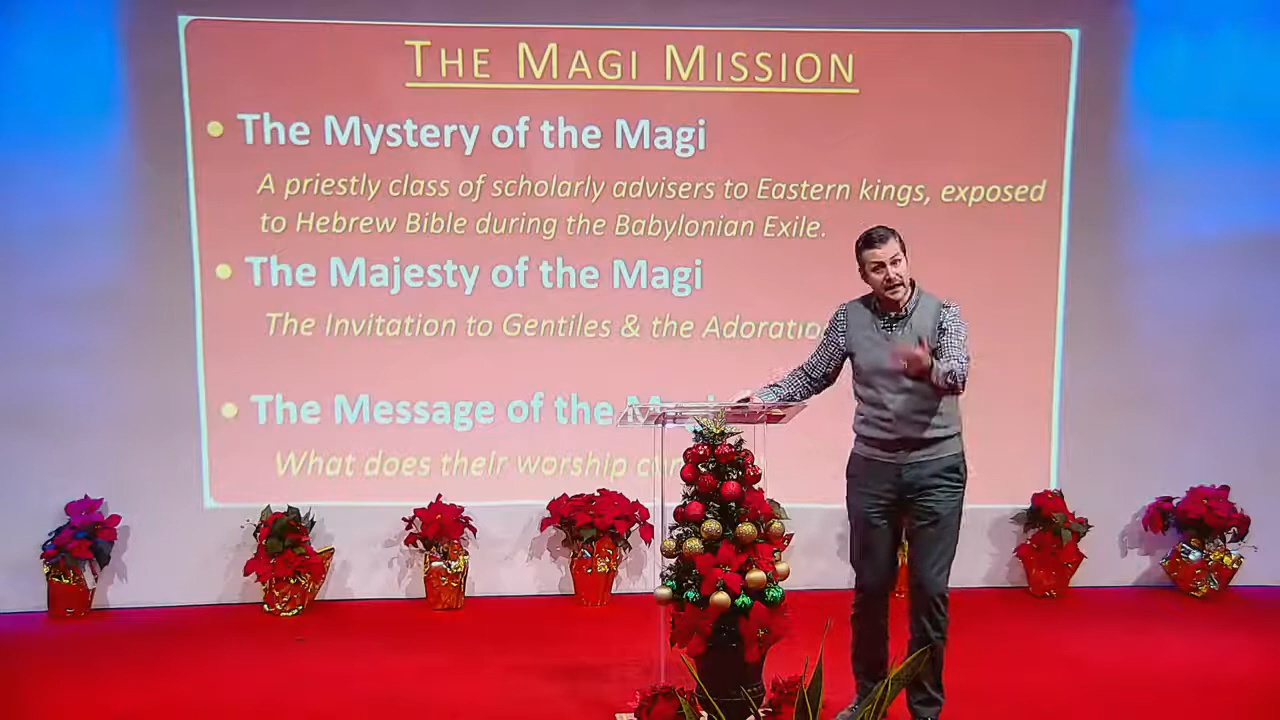 THE MAGI MISSION
• The Mystery of the Magi
A priestly class of scholarly advisers to Eastern kings, exposed
to Hebrew Bible during the Babylonian Exile.
• The Majesty of the Magi
The Invitation to Gentiles & the
• The Message of the
What does their worship